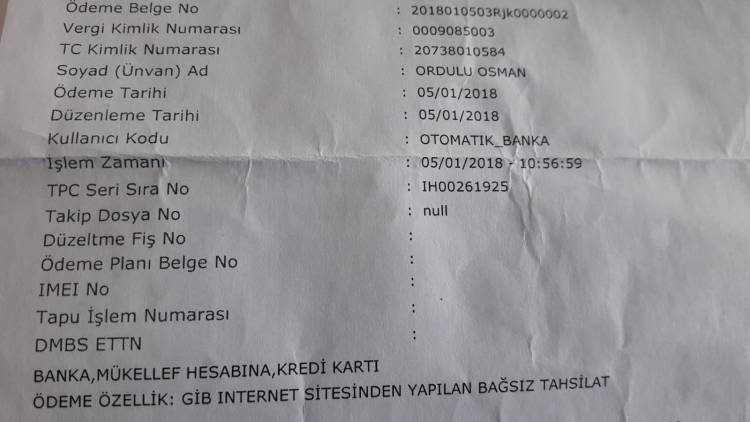 Ödeme Belge No : 2018010503Rjk0000002
Vergi Kimlik Numarası : 0009085003
TC Kimlik Numarası : 20738010584
Soyad (Ünvan) Ad : ORDULU OSMAN
Ödeme Tarihi : 05/01/2018
Düzenleme Tarihi : 05/01/2018
Kullanıcı Kodu : OTOMATIK_BANKA
İşlem Zamanı : 05/01/2018 - 10:56:59
TPC Seri Sıra No : IH00261925
Takip Dosya No : null
Düzeltme Fiş No :
Ödeme Planı Belge No :
IMEI No :
Tapu İşlem Numarası :
DMBS ETTN :
BANKA,MÜKELLEF HESABINA,KREDİ KARTI
ÖDEME ÖZELLİK: GİB INTERNET SİTESİNDEN YAPILAN BAĞSIZ TAHSİLAT